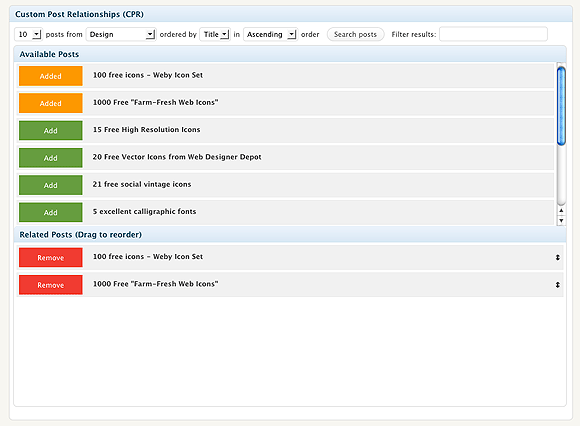 Custom Post Relationships (CPR)
10 posts from Design ordered by Title in Ascending order Search posts Filter results:
Available Posts
Added 100 free icons - Weby Icon Set
Added 1000 Free "Farm-Fresh Web Icons"
Add 15 Free High Resolution Icons
Add 20 Free Vector Icons from Web Designer Depot
Add 21 free social vintage icons
Add 5 excellent calligraphic fonts
Related Posts (Drag to reorder)
Remove 100 free icons - Weby Icon Set
Remove 1000 Free "Farm-Fresh Web Icons"